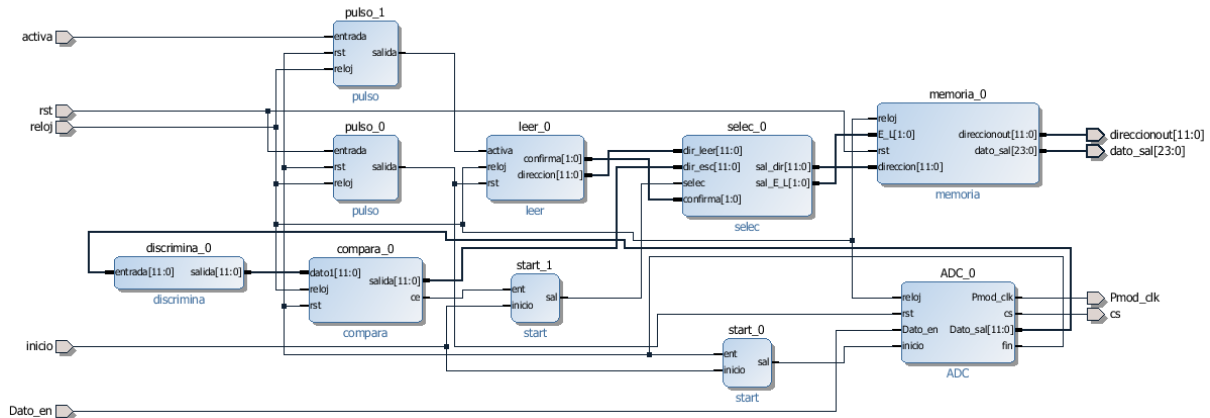 pulso_1
activa
entrada
rst
salida
reloj
pulso
rst
reloj
pulso_0
entrada
rst
salida
reloj
pulso
leer_0
activa
confirma[1:0]
reloj
direccion[11:0]
rst
leer
selec_0
dir_leer[11:0]
dir_esc[11:0]
sal_dir[11:0]
selec
sal_E_L[1:0]
confirma[1:0]
selec
memoria_0
reloj
E_L[1:0]
direccionout[11:0]
rst
dato_sal[23:0]
direccion[11:0]
memoria
direccionout[11:0]
dato_sal[23:0]
discrimina_0
entrada[11:0]
salida[11:0]
discrimina
compara_0
dato1[11:0]
salida[11:0]
reloj
ce
rst
compara
start_1
ent
sal
inicio
start
ADC_0
reloj
Pmod_clk
rst
cs
Dato_en
Dato_sal[11:0]
inicio
fin
ADC
Pmod_clk
cs
inicio
start_0
ent
sal
inicio
start
Dato_en